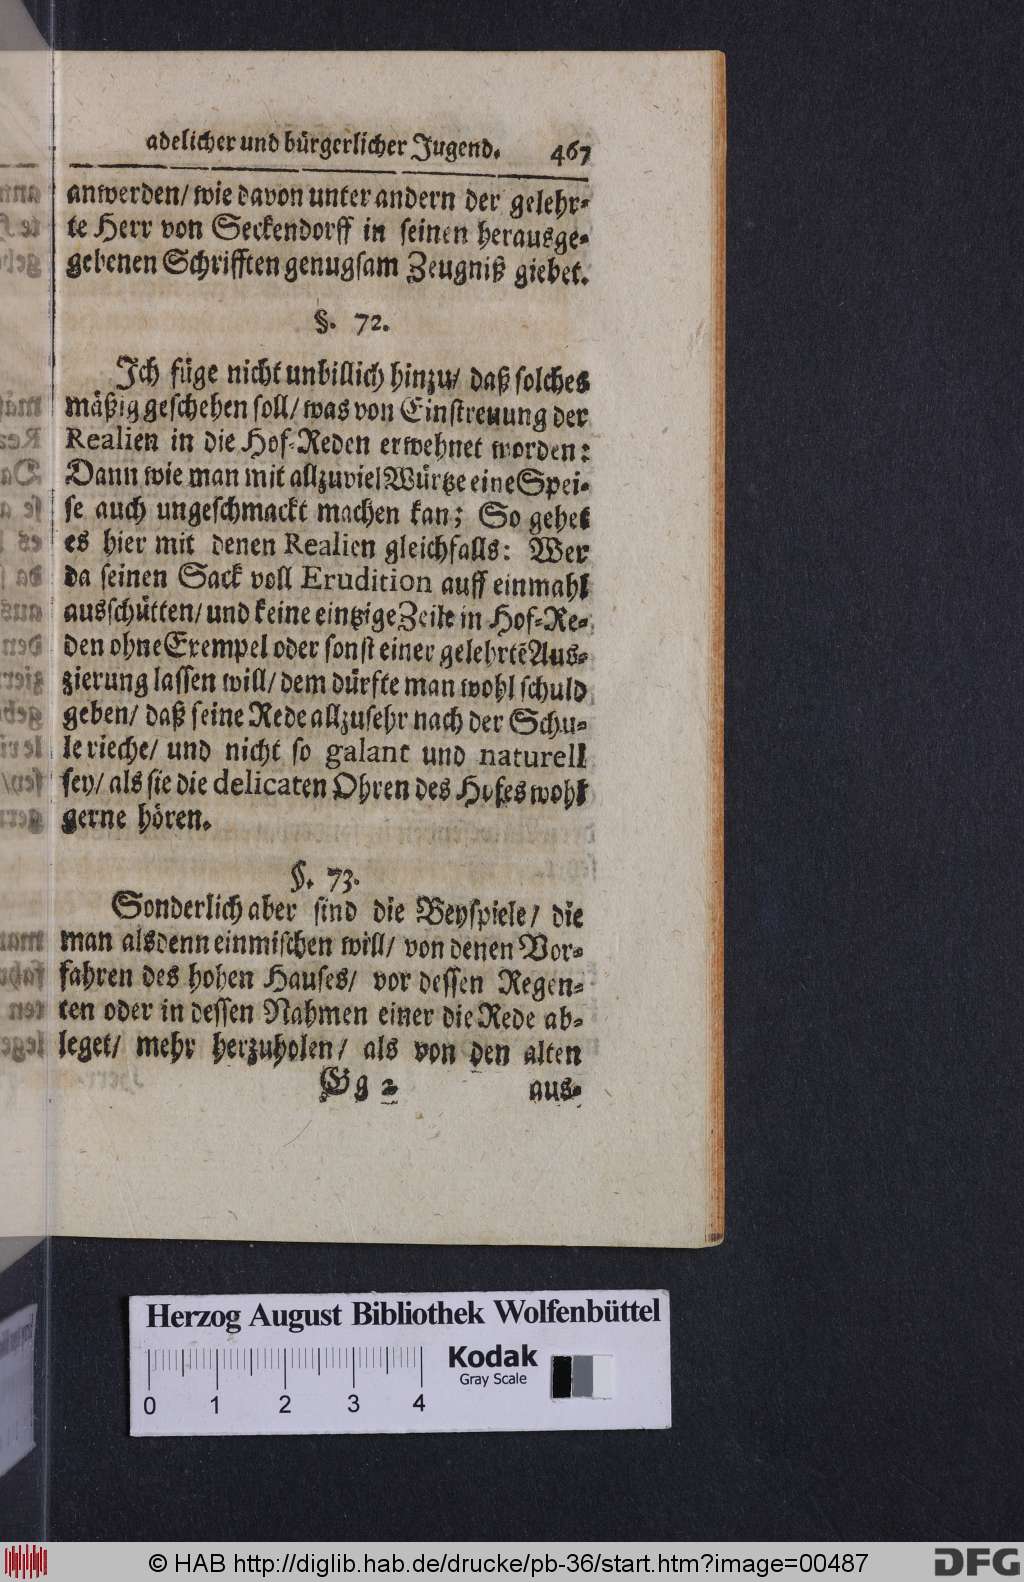 adelicher und bürgerlicher Jugend. 467
anwerden/ wie davon unter andern der gelehr-
te Herr von Seckendorff in seinen herausge-
gebenen Schrifften genugsam Zeugniß giebet.
§. 72.
Ich füge nicht unbillich hinzu/ daß solches
mäßig geschehen soll/ was von Einstreuung der
Realien in die Hof-Reden erwehnet worden:
Dann wie man mit allzuviel Würtze eine Spei-
se auch ungeschmackt machen kan; So gehet
es hier mit denen Realien gleichfalls: Wer
da seinen Sack voll Erudition auff einmahl
ausschütten/ und keine eintzige Zeile in Hof-Re-
den ohne Exempel oder sonst einer gelehrtē Aus-
zierung lassen will/ dem dürfte man wohl schuld
geben/ daß seine Rede allzusehr nach der Schu-
le rieche/ und nicht so galant und naturell
sey/ als sie die delicaten Ohren des Hofes wohl
gerne hören.
§. 73.
Sonderlich aber sind die Beyspiele/ die
man alsdenn einmischen will/ von denen Vor-
fahren des hohen Hauses/ vor dessen Regen-
ten oder in dessen Nahmen einer die Rede ab-
leget/ mehr herzuholen/ als von den alten
Gg 2 aus-
Herzog August Bibliothek Wolfenbüttel
Kodak
Gray Scale
0 1 2 3 4
© HAB http://diglib.hab.de/drucke/pb-36/start.htm?image=00487
DFG